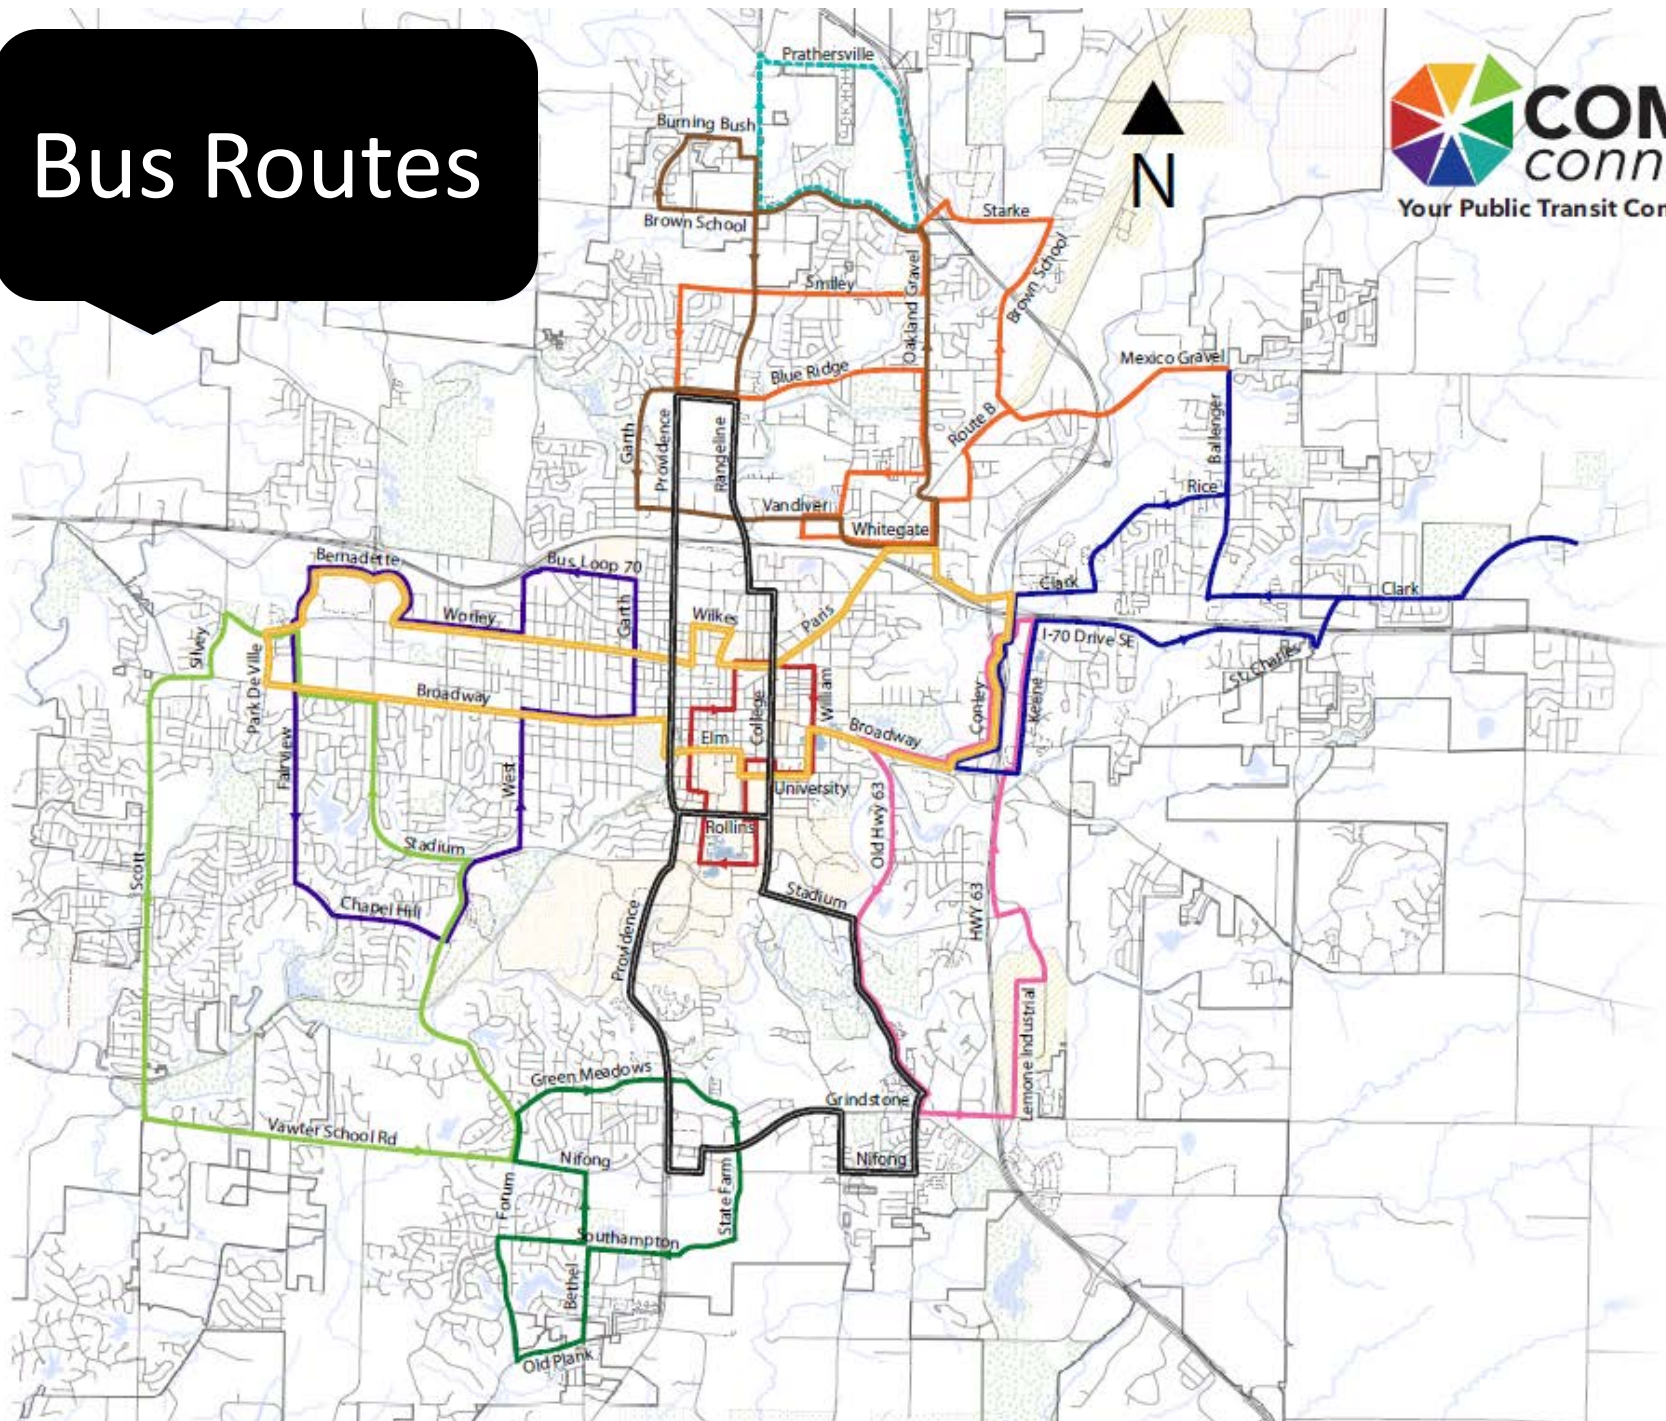 Bus Routes
Prathersville
COM
conn
Your Public Transit Con
N
Burning Bush
Brown School
Starke
Smiley
Oakland Gravel
Brown School
Mexico Gravel
Blue Ridge
Route B
Ballenger
Garth
Providence
Rangeline
Rice
Vandiver
Whitegate
Bernadette
Bus Loop 70
Clark
Clark
Worley
Garth
Wilkes
Paris
I-70 Drive SE
St. Charles
Silvey
Park De Ville
Broadway
William
College
Conley
Keene
Elm
Broadway
Fairview
West
University
Old Hwy 63
Rollins
Stadium
Scott
Stadium
Chapel Hill
HWY 63
Providence
Lemone Industrial
Green Meadows
Grindstone
Vawter School Rd
Nifong
Nifong
Forum
State Farm
Southampton
Bethel
Old Plank